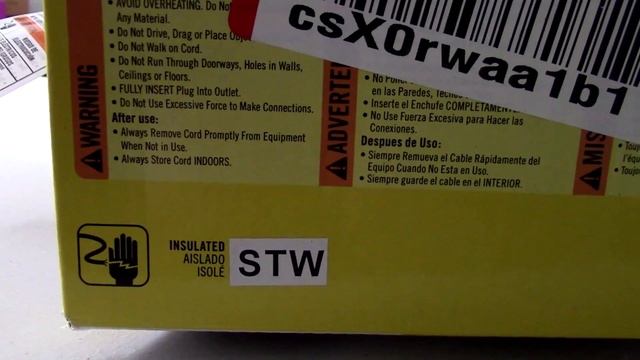 AVOID OVERHEATING. Do Not
Any Material.
• Do Not Drive, Drag or Place
• Do Not Walk on Cord.
• Do Not Run Through Doorways, Holes in Walls,
Ceilings or Floors.
• FULLY INSERT Plug Into Outlet.
• Do Not Use Excessive Force to Make Connections.
After use:
• Always Remove Cord Promptly From Equipment
When Not in Use.
• Always Store Cord INDOORS.
WARNING
csX0rwaa1b1
en las Paredes,
• Inserte el Enchufe
• No Use Fuerza Excesiva para Hacer las
Conexiones.
Despues de Uso:
• Siempre Remueva el Cable Rápidamente del
Equipo Cuando No Esta en Uso.
• Siempre guarde el cable en el INTERIOR.
INSULATED
AISLADO
ISOLÉ
STW